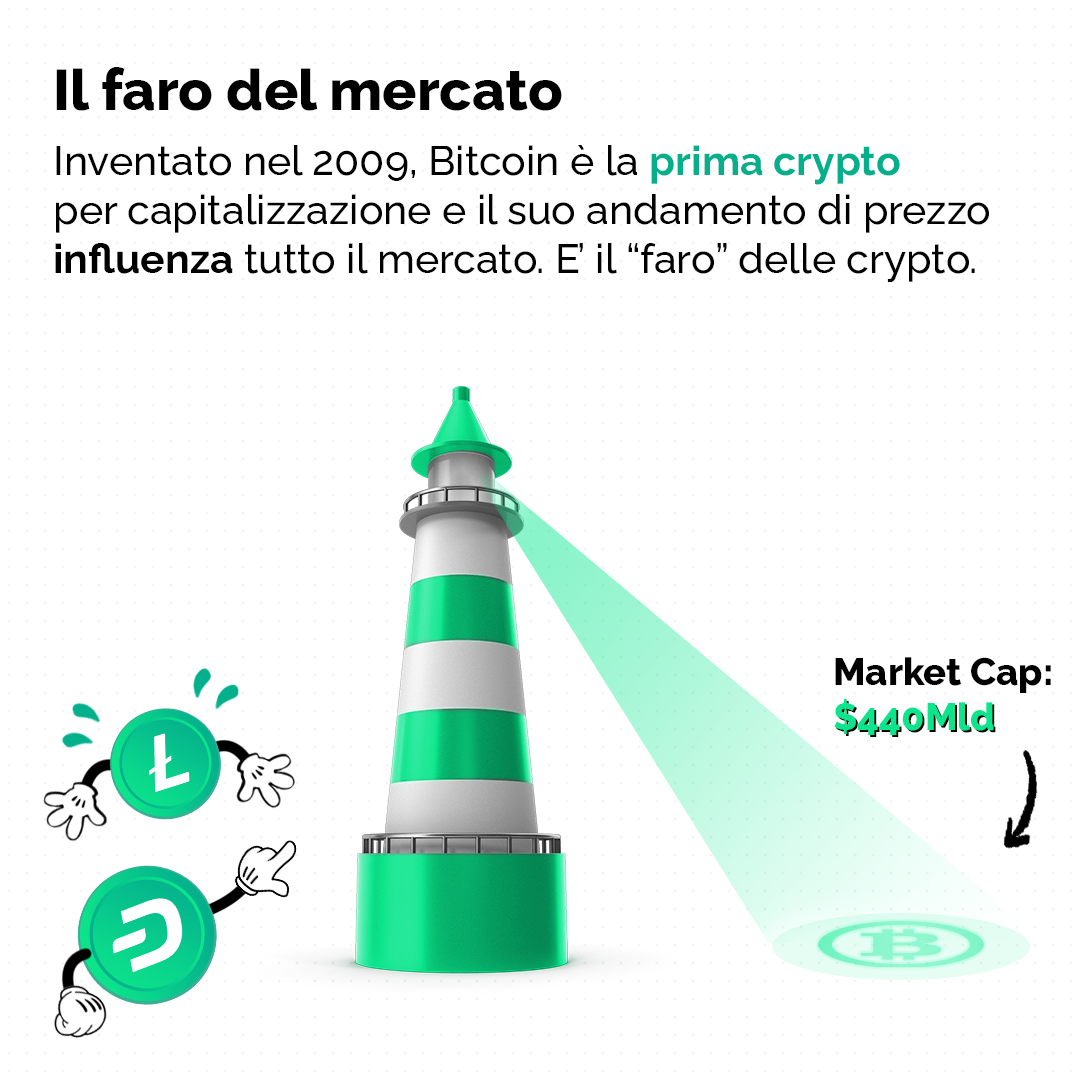 Il faro del mercato
Inventato nel 2009, Bitcoin è la prima crypto
per capitalizzazione e il suo andamento di prezzo
influenza tutto il mercato. E’ il “faro” delle crypto.
Market Cap:
$440Mld